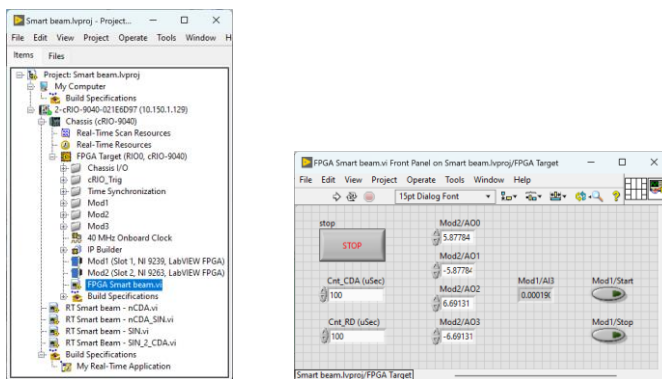 Smart beam.lvproj - Project...
File Edit View Project Operate Tools Window H
Items Files
Project: Smart beam.lvproj
My Computer
Build Specifications
2-cRIO-9040-021E6D97 (10.150.1.129)
Chassis (cRIO-9040)
Real-Time Scan Resources
Real-Time Resources
FPGA Target (RIO0, cRIO-9040)
Chassis I/O
cRIO_Trig
Time Synchronization
Mod1
Mod2
Mod3
40 MHz Onboard Clock
IP Builder
Mod1 (Slot 1, NI 9239, LabVIEW FPGA)
Mod2 (Slot 2, NI 9263, LabVIEW FPGA)
FPGA Smart beam.vi
Build Specifications
RT Smart beam - nCDA.vi
RT Smart beam - nCDA_SIN.vi
RT Smart beam - SIN.vi
RT Smart beam - SIN_2_CDA.vi
Build Specifications
My Real-Time Application
FPGA Smart beam.vi Front Panel on Smart beam.lvproj/FPGA Target
File Edit View Project Operate Tools Window Help
15pt Dialog Font
stop Mod2/AO0
STOP 5.87784
Mod2/AO1
-5.8778
Cnt_CDA (uSec) Mod2/AO2 Mod1/AI3 Mod1/Start
100 6.69131 0.00019
Cnt_RD (uSec) Mod2/AO3 Mod1/Stop
100 -6.69131
Smart beam.lvproj/FPGA Target